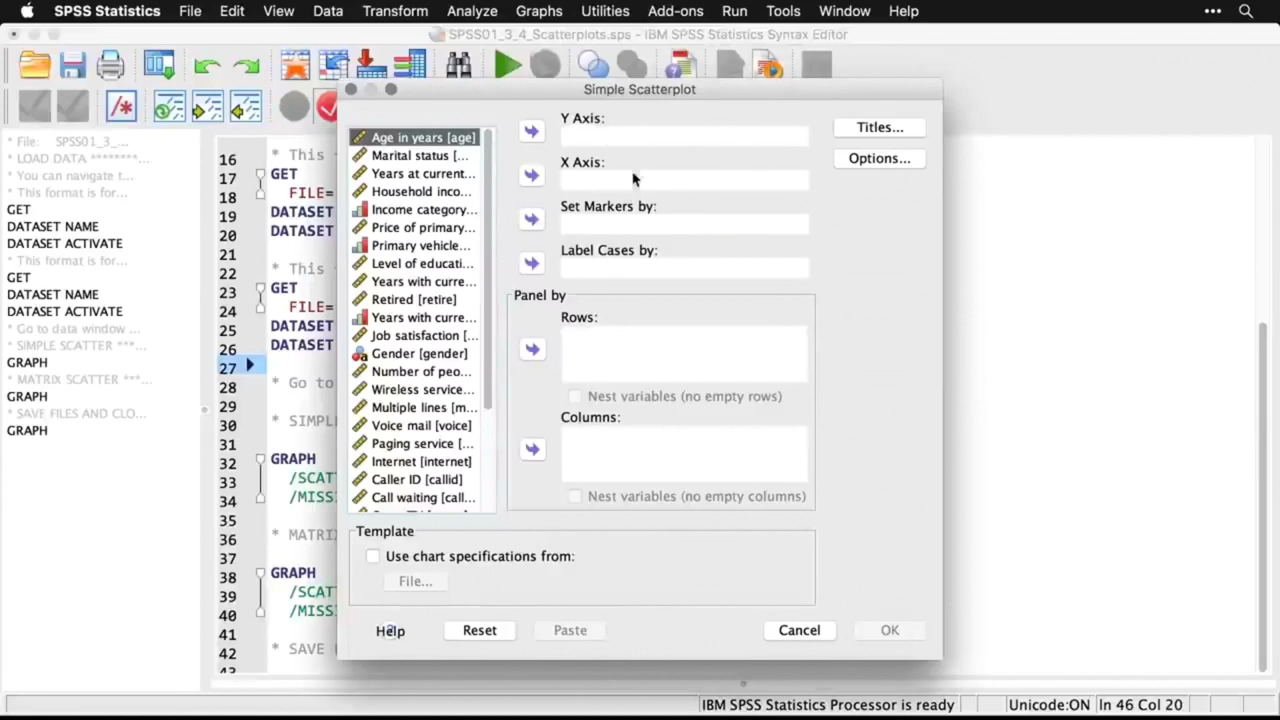 SPSS Statistics File Edit View Data Transform Analyze Graphs Utilities Add-ons Run Tools Window Help
SPSS01_3_4_Scatterplots.sps - IBM SPSS Statistics Syntax Editor
Simple Scatterplot
* File: SPSS01_3_...
* LOAD DATA ********...
* You can navigate t...
* This format is for...
GET
DATASET NAME
DATASET ACTIVATE
* This format is for...
GET
DATASET NAME
DATASET ACTIVATE
* Go to data window ...
* SIMPLE SCATTER ***...
GRAPH
* MATRIX SCATTER ***...
GRAPH
* SAVE FILES AND CLO...
GRAPH
16 * This
17 GET
18 FILE=
19 DATASET
20 DATASET
21
22 * This
23 GET
24 FILE=
25 DATASET
26 DATASET
27
28 * Go to
29
30 * SIMPL
31
32 GRAPH
33 /SCAT
34 /MISS
35
36 * MATRI
37
38 GRAPH
39 /SCAT
40 /MISS
41
42 * SAVE
43
Age in years [age]
Marital status [...
Years at current...
Household inco...
Income category...
Price of primary...
Primary vehicle...
Level of educati...
Years with curre...
Retired [retire]
Years with curre...
Job satisfaction [...
Gender [gender]
Number of peo...
Wireless service...
Multiple lines [m...
Voice mail [voice]
Paging service [...
Internet [internet]
Caller ID [callid]
Call waiting [call...
Y Axis:
X Axis:
Set Markers by:
Label Cases by:
Panel by
Rows:
Nest variables (no empty rows)
Columns:
Nest variables (no empty columns)
Titles...
Options...
Template
Use chart specifications from:
File...
Help Reset Paste Cancel OK
IBM SPSS Statistics Processor is ready Unicode:ON In 46 Col 20